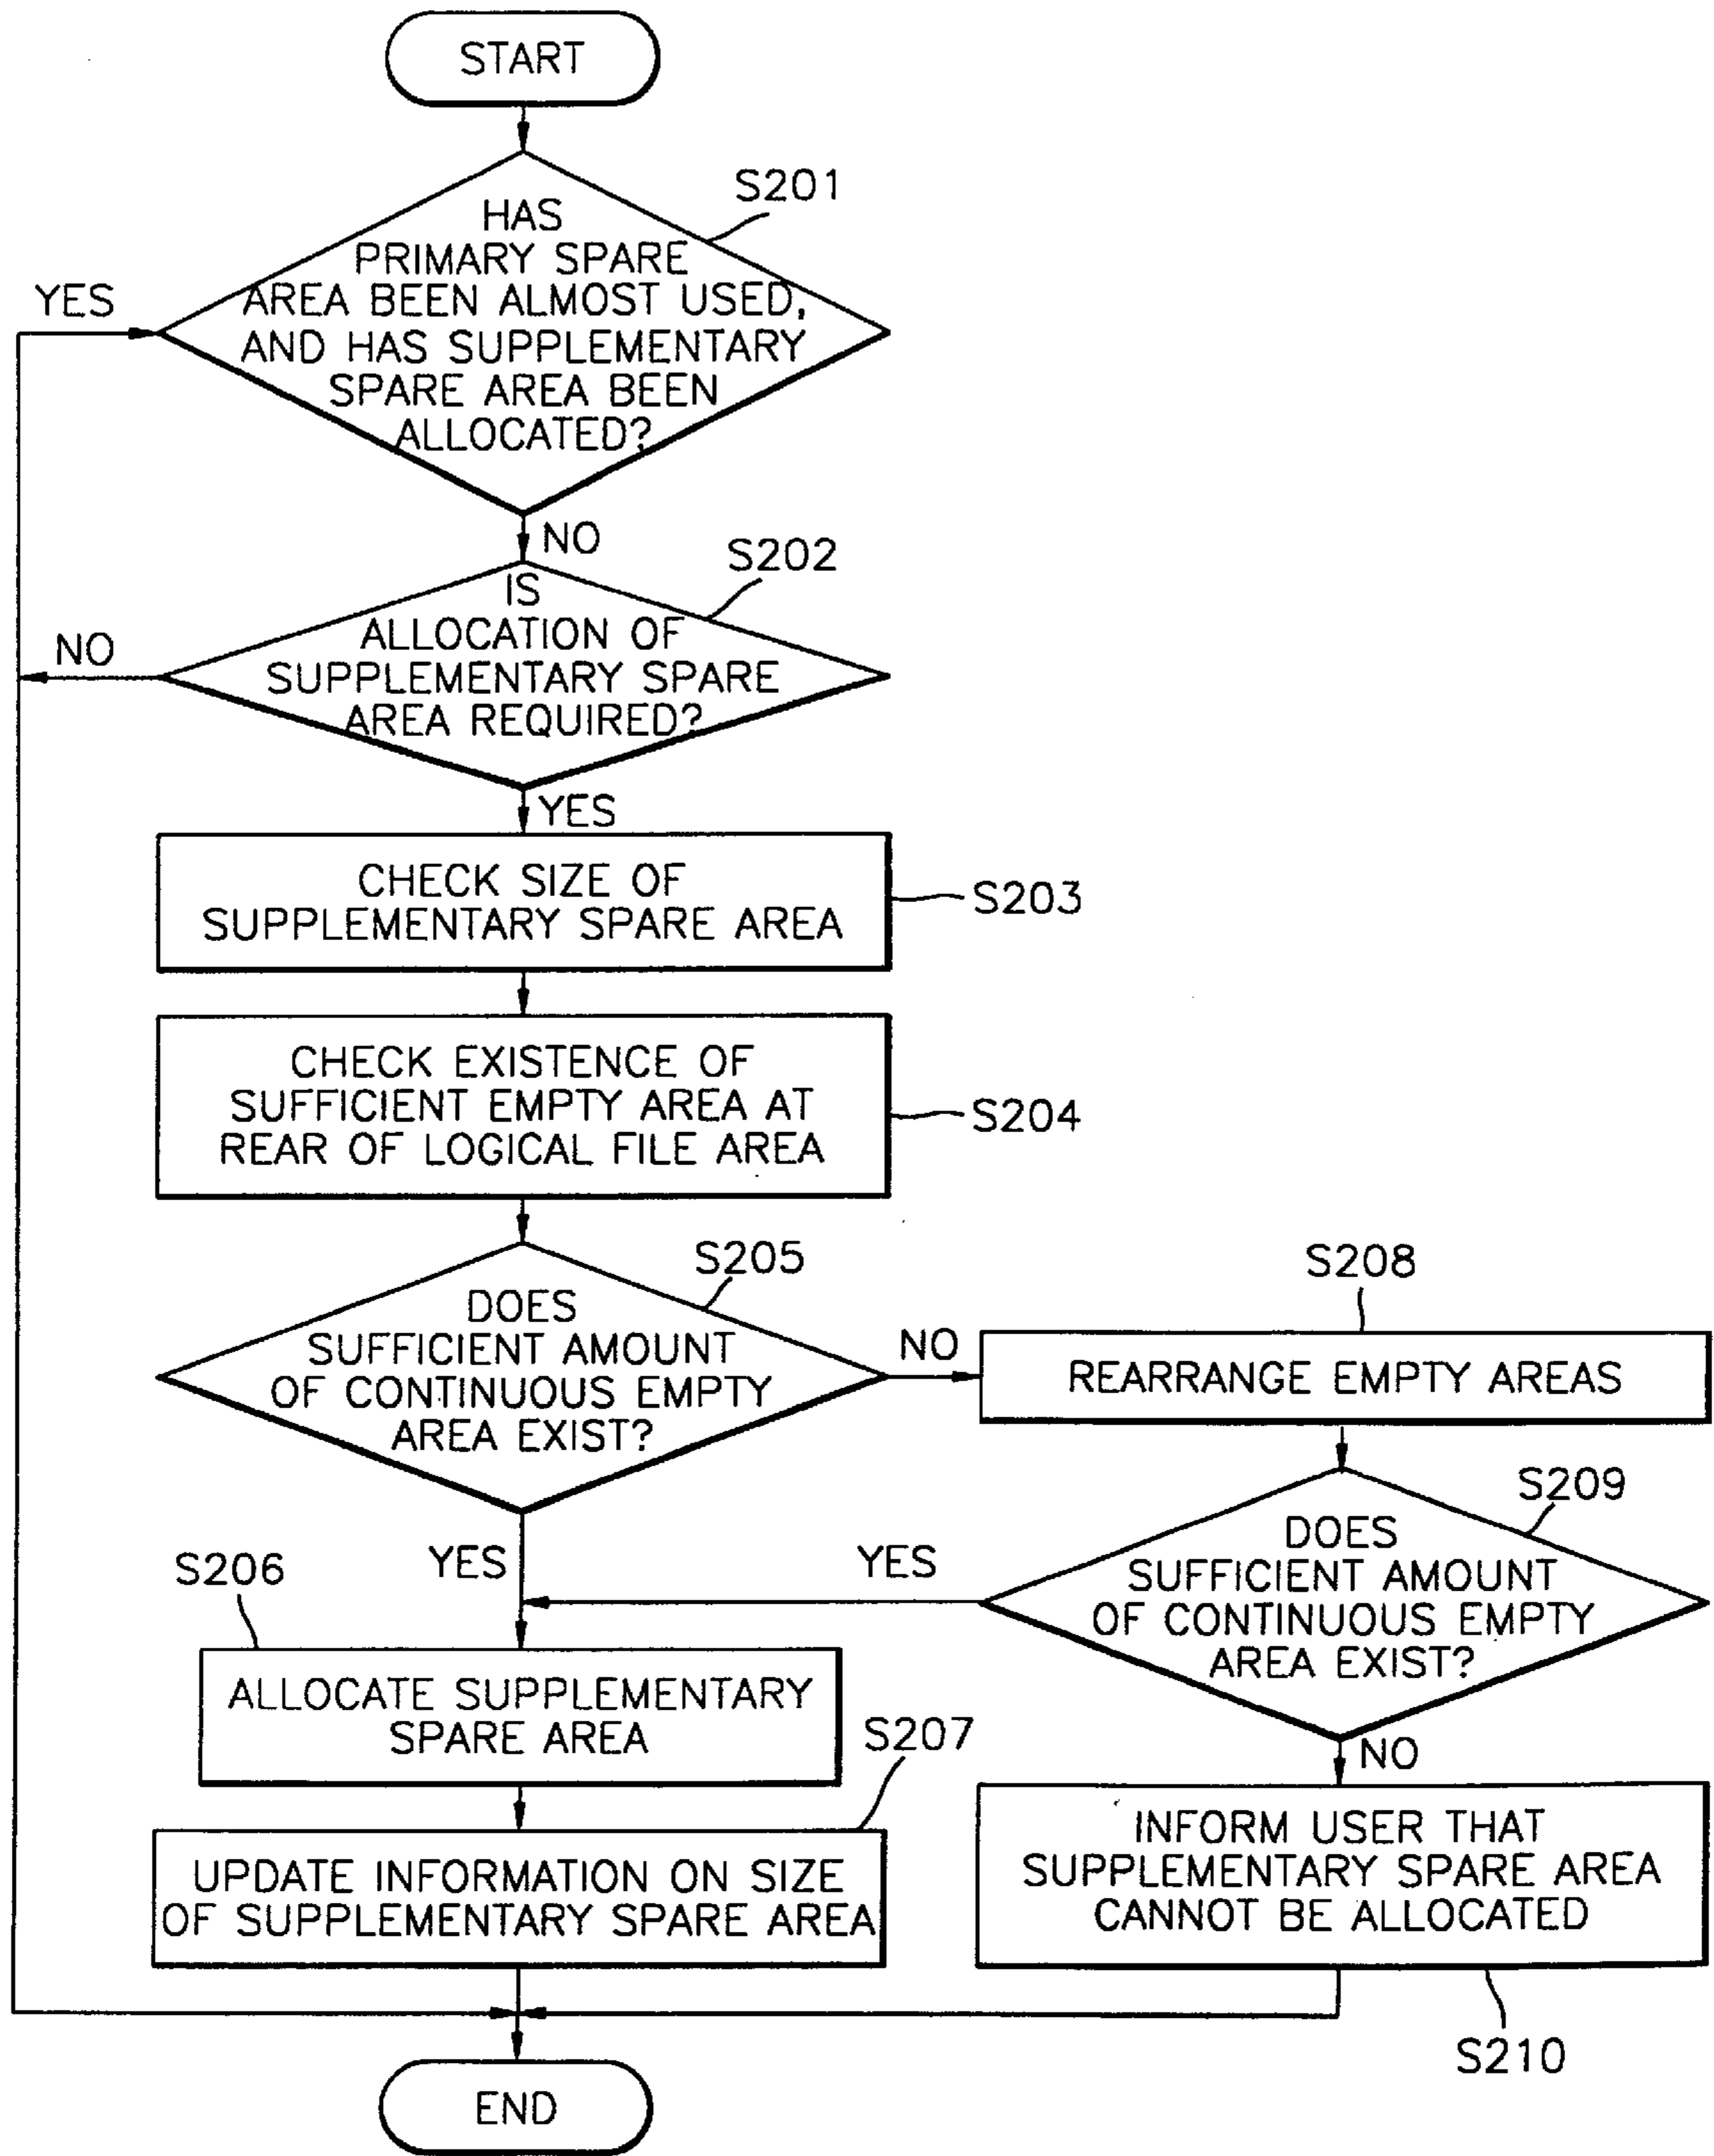 START
S201
HAS
PRIMARY SPARE
AREA BEEN ALMOST USED,
AND HAS SUPPLEMENTARY
SPARE AREA BEEN
ALLOCATED?
YES
NO
S202
IS
ALLOCATION OF
SUPPLEMENTARY SPARE
AREA REQUIRED?
NO
YES
CHECK SIZE OF
SUPPLEMENTARY SPARE AREA
S203
CHECK EXISTENCE OF
SUFFICIENT EMPTY AREA AT
REAR OF LOGICAL FILE AREA
S204
S205
DOES
SUFFICIENT AMOUNT
OF CONTINUOUS EMPTY
AREA EXIST?
NO
S208
REARRANGE EMPTY AREAS
S209
DOES
SUFFICIENT AMOUNT
OF CONTINUOUS EMPTY
AREA EXIST?
YES
YES
S206
ALLOCATE SUPPLEMENTARY
SPARE AREA
S207
UPDATE INFORMATION ON SIZE
OF SUPPLEMENTARY SPARE AREA
NO
INFORM USER THAT
SUPPLEMENTARY SPARE AREA
CANNOT BE ALLOCATED
S210
END